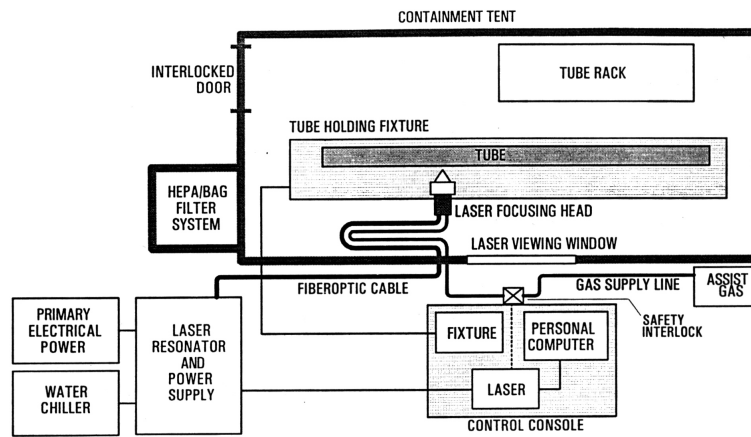 CONTAINMENT TENT
INTERLOCKED
DOOR
TUBE RACK
TUBE HOLDING FIXTURE
TUBE
HEPA/BAG
FILTER
SYSTEM
LASER FOCUSING HEAD
LASER VIEWING WINDOW
FIBEROPTIC CABLE
GAS SUPPLY LINE
ASSIST
GAS
PRIMARY
ELECTRICAL
POWER
LASER
RESONATOR
AND
POWER
SUPPLY
FIXTURE
PERSONAL
COMPUTER
SAFETY
INTERLOCK
WATER
CHILLER
LASER
CONTROL CONSOLE